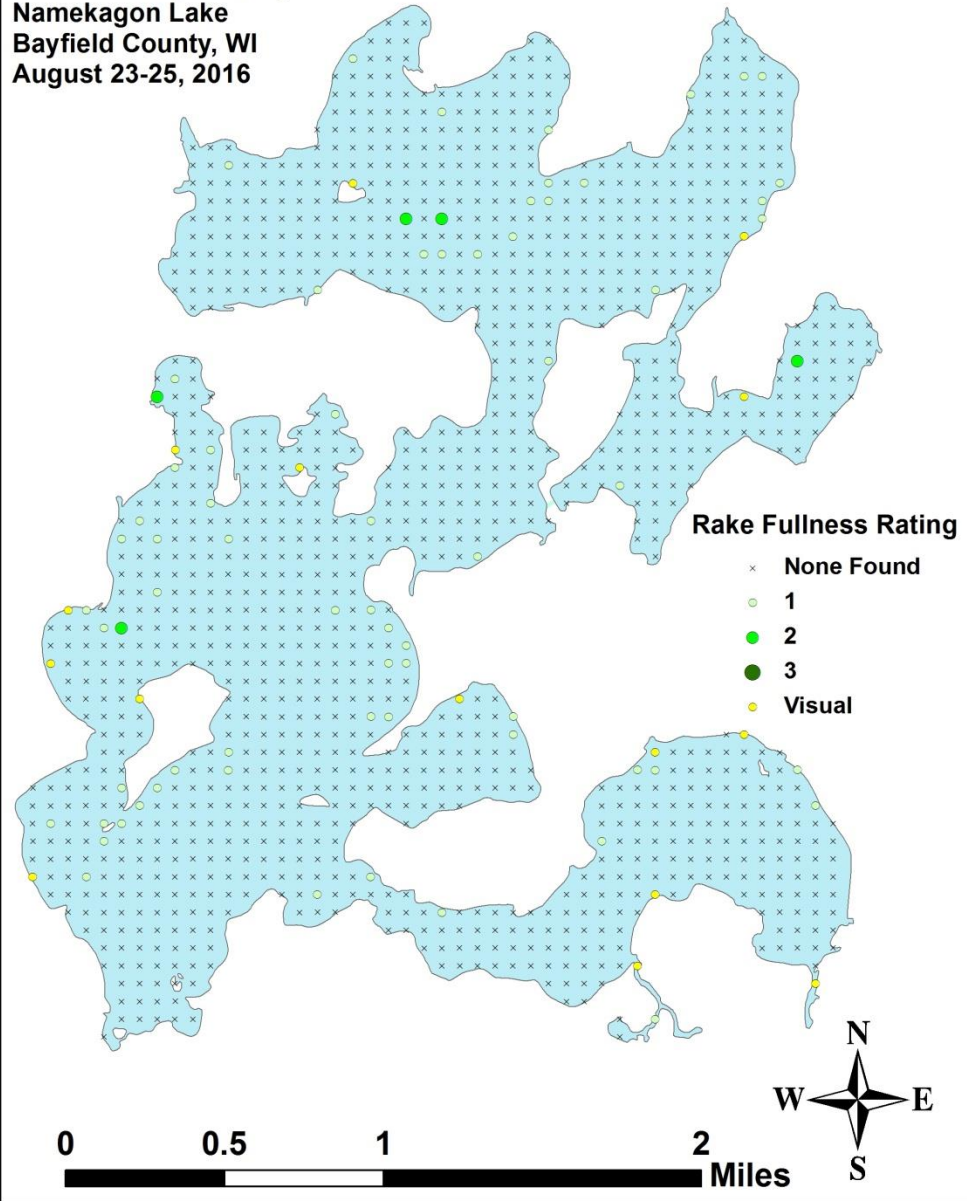 Namekagon Lake
Bayfield County, WI
August 23-25, 2016
Rake Fullness Rating
None Found
1
2
3
Visual
N
W E
S
0 0.5 1 2
Miles